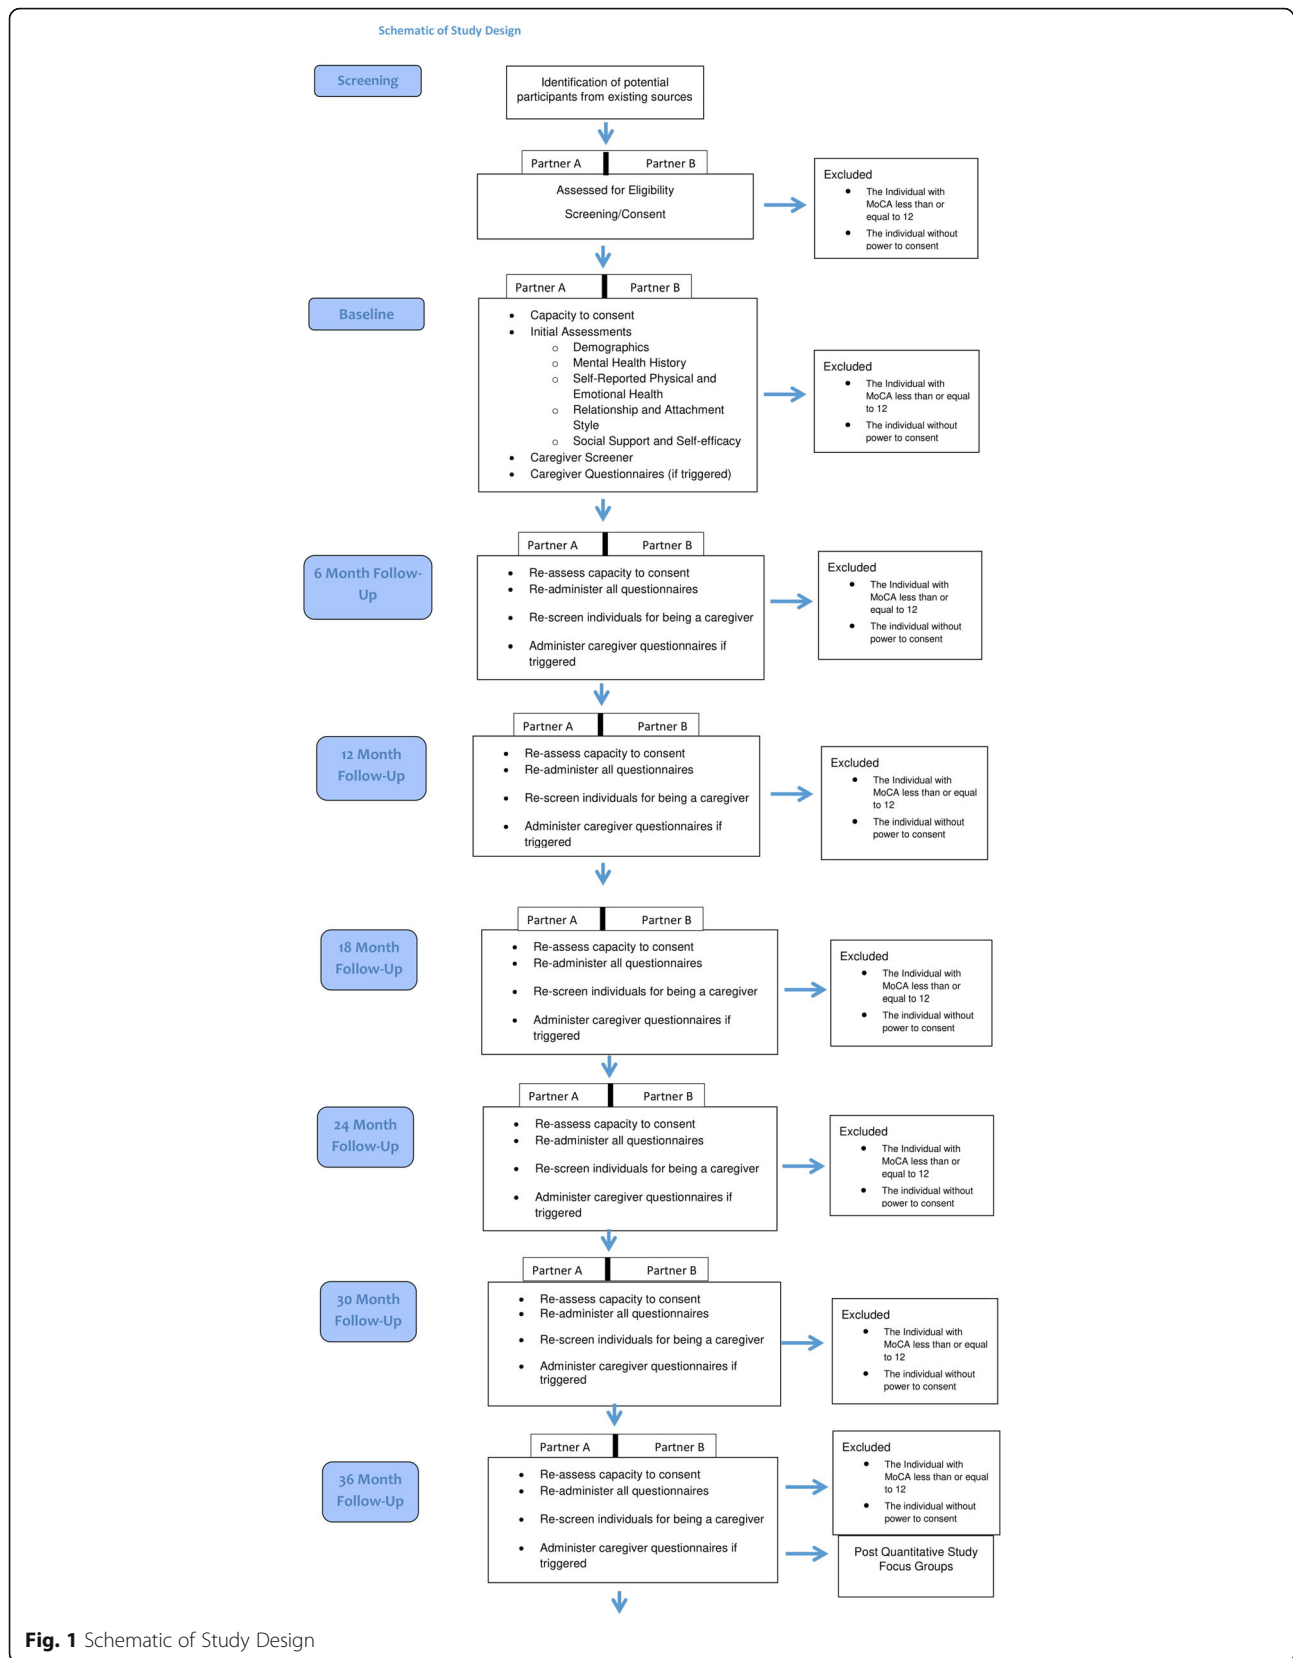 Schematic of Study Design
Screening
Identification of potential
participants from existing sources
Partner A Partner B
Assessed for Eligibility
Screening/Consent
Excluded
• The Individual with
MoCA less than or
equal to 12
• The individual without
power to consent
Baseline
Partner A Partner B
• Capacity to consent
• Initial Assessments
o Demographics
o Mental Health History
o Self-Reported Physical and
Emotional Health
o Relationship and Attachment
Style
o Social Support and Self-efficacy
• Caregiver Screener
• Caregiver Questionnaires (if triggered)
Excluded
• The Individual with
MoCA less than or equal
to 12
• The individual without
power to consent
6 Month Follow-
Up
Partner A Partner B
• Re-assess capacity to consent
• Re-administer all questionnaires
• Re-screen individuals for being a caregiver
• Administer caregiver questionnaires if
triggered
Excluded
• The Individual with
MoCA less than or
equal to 12
• The individual without
power to consent
12 Month
Follow-Up
Partner A Partner B
• Re-assess capacity to consent
• Re-administer all questionnaires
• Re-screen individuals for being a caregiver
• Administer caregiver questionnaires if
triggered
Excluded
• The Individual with
MoCA less than or equal
to 12
• The individual without
power to consent
18 Month
Follow-Up
Partner A Partner B
• Re-assess capacity to consent
• Re-administer all questionnaires
• Re-screen individuals for being a caregiver
• Administer caregiver questionnaires if
triggered
Excluded
• The Individual with
MoCA less than or
equal to 12
• The individual without
power to consent
24 Month
Follow-Up
Partner A Partner B
• Re-assess capacity to consent
• Re-administer all questionnaires
• Re-screen individuals for being a caregiver
• Administer caregiver questionnaires if
triggered
Excluded
• The Individual with
MoCA less than or
equal to 12
• The individual without
power to consent
30 Month
Follow-Up
Partner A Partner B
• Re-assess capacity to consent
• Re-administer all questionnaires
• Re-screen individuals for being a caregiver
• Administer caregiver questionnaires if
triggered
Excluded
• The Individual with
MoCA less than or equal
to 12
• The individual without
power to consent
36 Month
Follow-Up
Partner A Partner B
• Re-assess capacity to consent
• Re-administer all questionnaires
• Re-screen individuals for being a caregiver
• Administer caregiver questionnaires if
triggered
Excluded
• The Individual with
MoCA less than or equal
to 12
• The individual without
power to consent
Post Quantitative Study
Focus Groups
Fig. 1 Schematic of Study Design